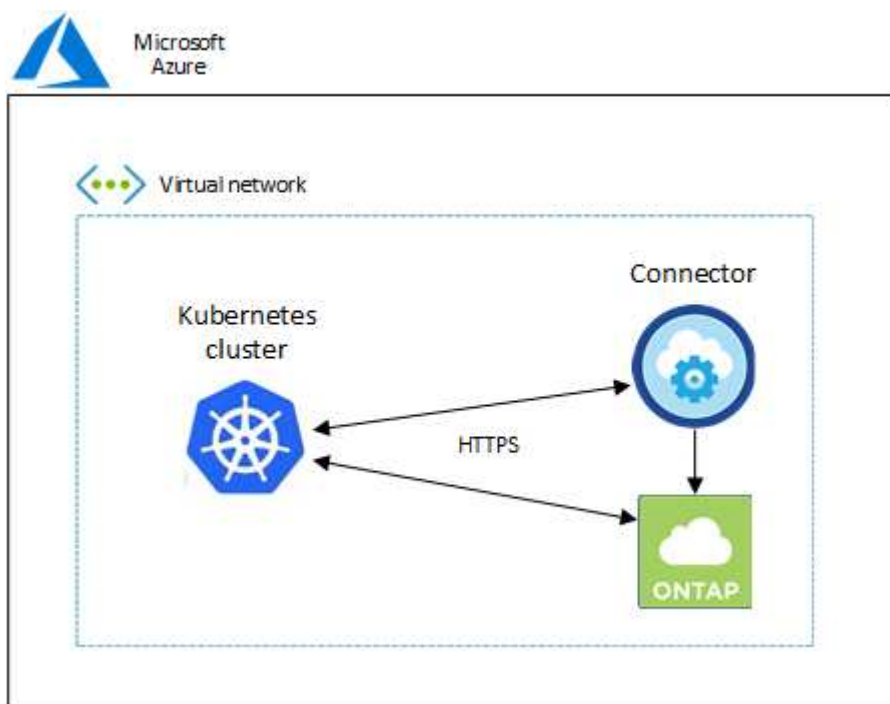 Microsoft
Azure
Virtual network
Connector
Kubernetes
cluster
HTTPS
ONTAP